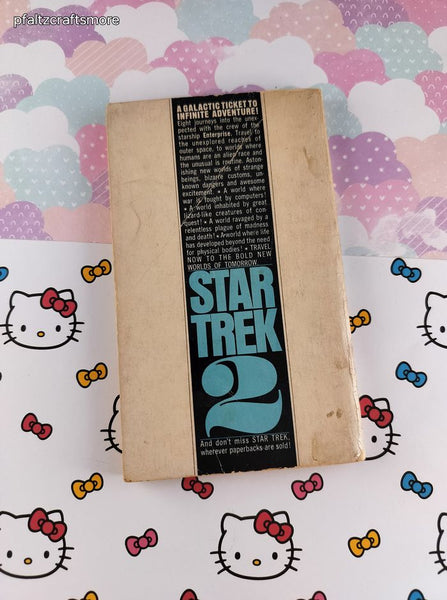 pfaltzcraftsmore
A GALACTIC TICKET TO
INFINITE ADVENTURE!
Eight journeys into the unex-
pected with the crew of the
starship Enterprise. Travel to
the unexplored reaches of
outer space, to worlds where
humans are an alien race and
the unusual is routine. Aston-
ishing new worlds of strange
beings, bizarre customs, un-
known dangers and awesome
excitement. • A world where
war is fought by computers!
• A world inhabited by great
lizard-like creatures of con-
quest! • A world ravaged by a
relentless plague of madness
and death! • A world where life
has developed beyond the need
for physical bodies! • TRAVEL
NOW TO THE BOLD NEW
WORLDS OF TOMORROW...
STAR
TREK
2
And don't miss STAR TREK,
wherever paperbacks are sold!